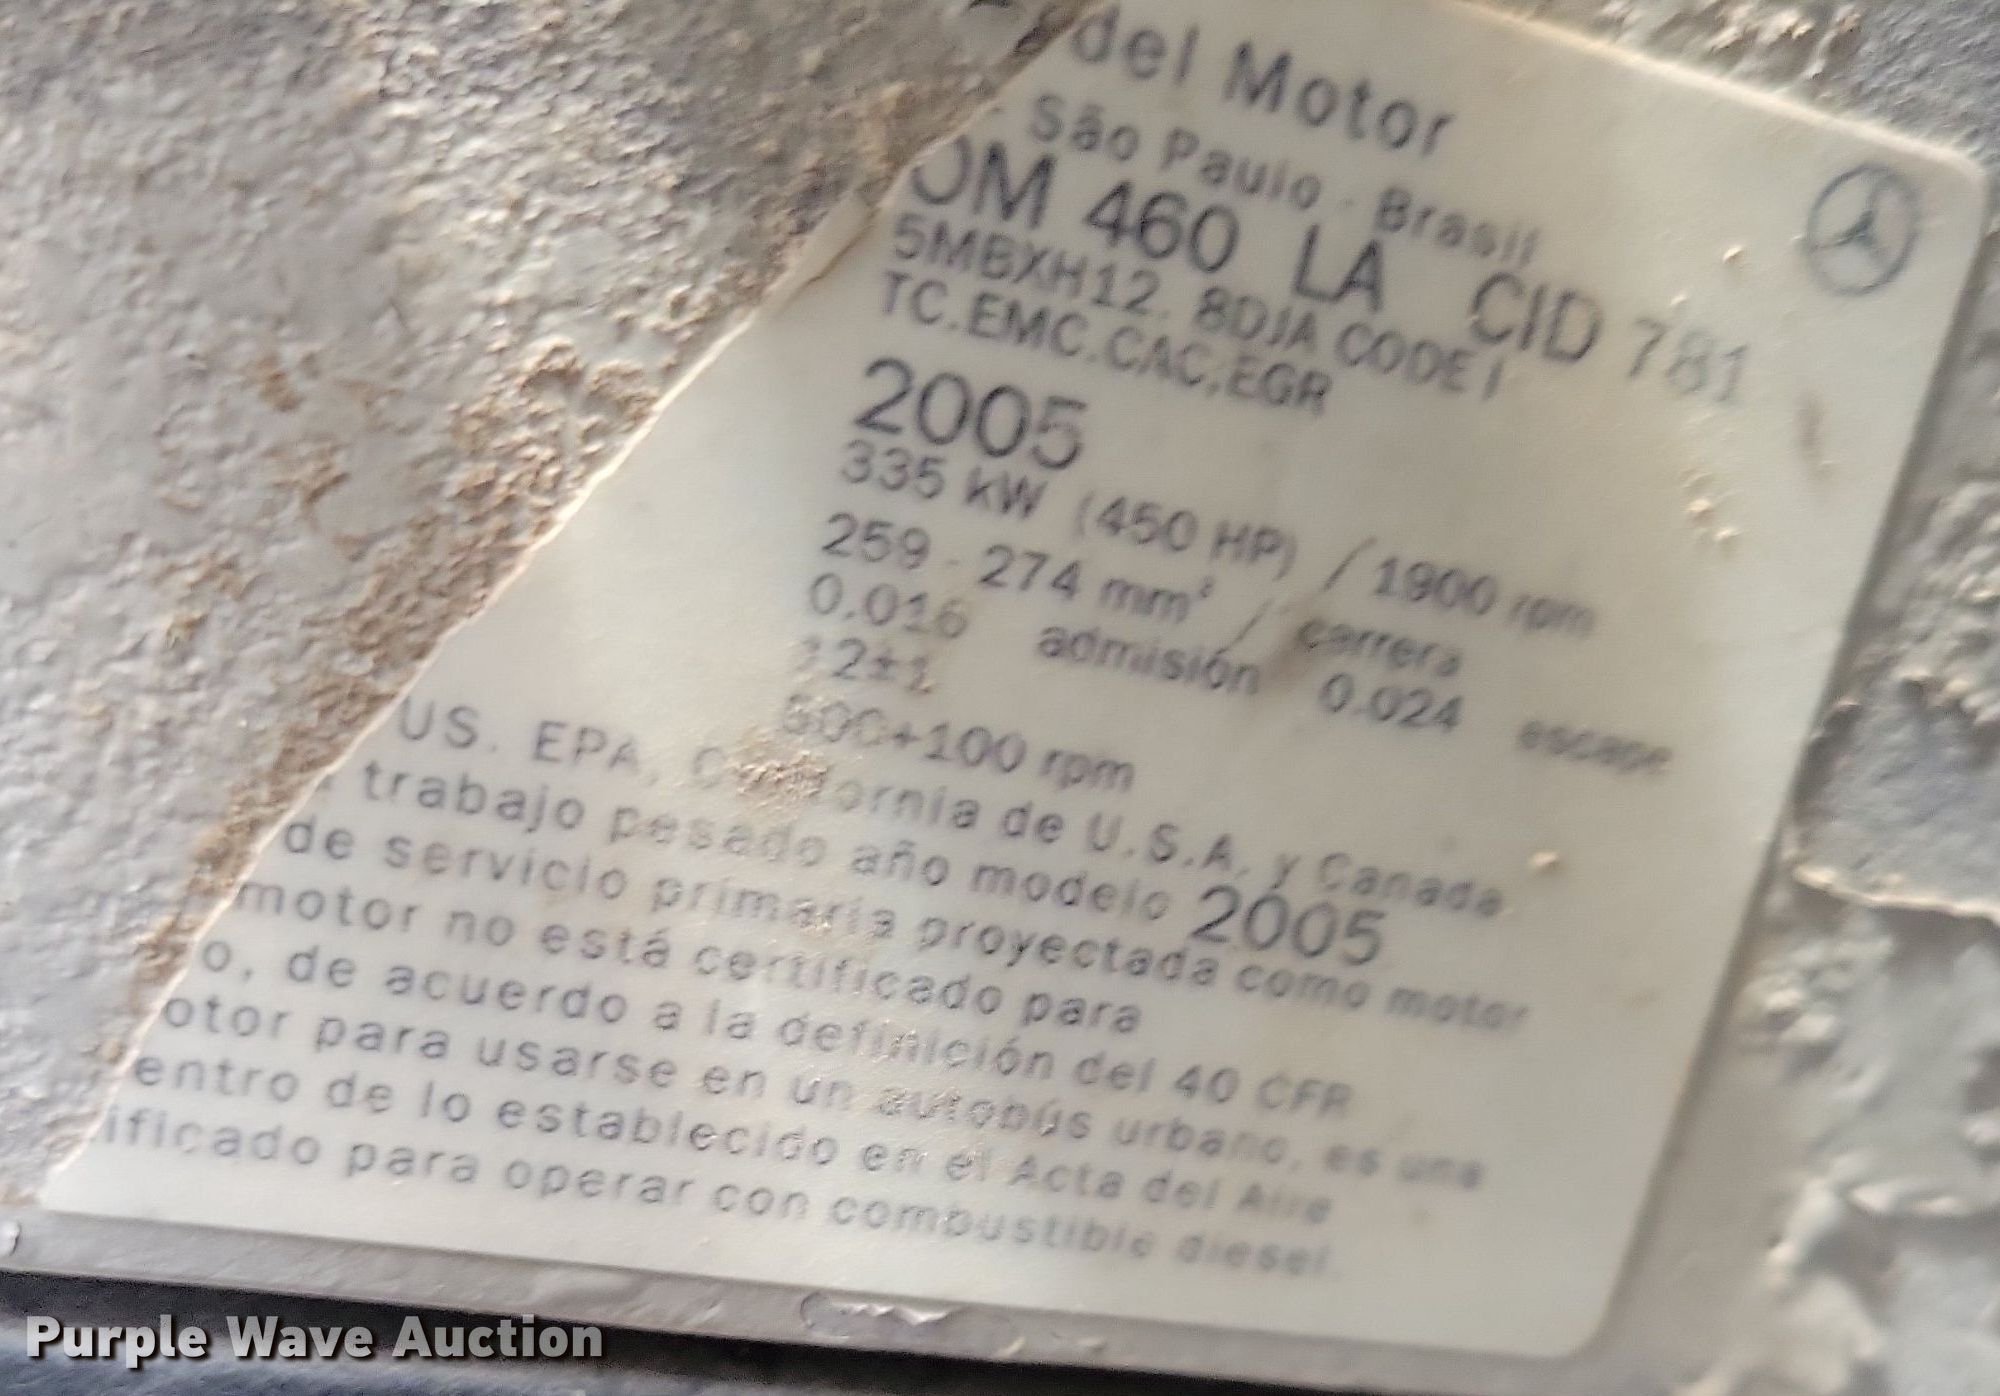 del Motor
- São Paulo - Brasil
OM 460 LA CID 781
5MBXH12.8DJA CODE
TC.EMC.CAC,EGR
2005
335 kW (450 HP) / 1900 rpm
259 - 274 mm³ / carrera
0.016 admisión 0.024 escape
12±1
600+100 rpm
US. EPA, California de U.S.A, y Canada
trabajo pesado año modelo 2005
de servicio primaria proyectada como motor
motor no está certificado para
o, de acuerdo a la definición del 40 CFR
otor para usarse en un autobús urbano, es una
entro de lo establecido en el Acta del Aire
ificado para operar con combustible diesel.
Purple Wave Auction